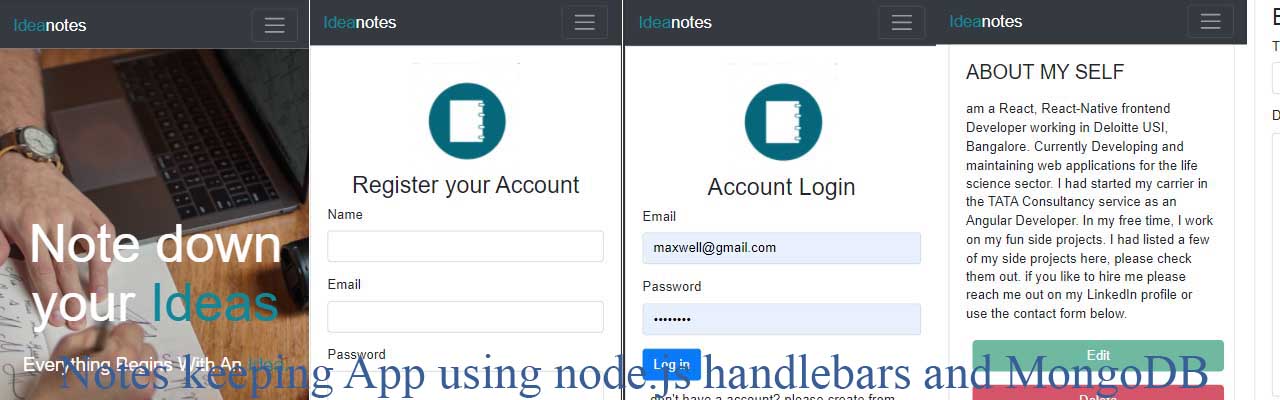 Ideanotes
Note down
your Ideas
Everything Begins With An Idea
Ideanotes
Register your Account
Name
Email
Password
Ideanotes
Account Login
Email
maxwell@gmail.com
Password
••••••••
Log in
don't have a account? please create from
Ideanotes
ABOUT MY SELF
am a React, React-Native frontend
Developer working in Deloitte USI,
Bangalore. Currently Developing and
maintaining web applications for the life
science sector. I had started my carrier in
the TATA Consultancy service as an
Angular Developer. In my free time, I work
on my fun side projects. I had listed a few
of my side projects here, please check
them out. if you like to hire me please
reach me out on my LinkedIn profile or
use the contact form below.
Edit
Delete
Notes keeping App using node.js handlebars and MongoDB